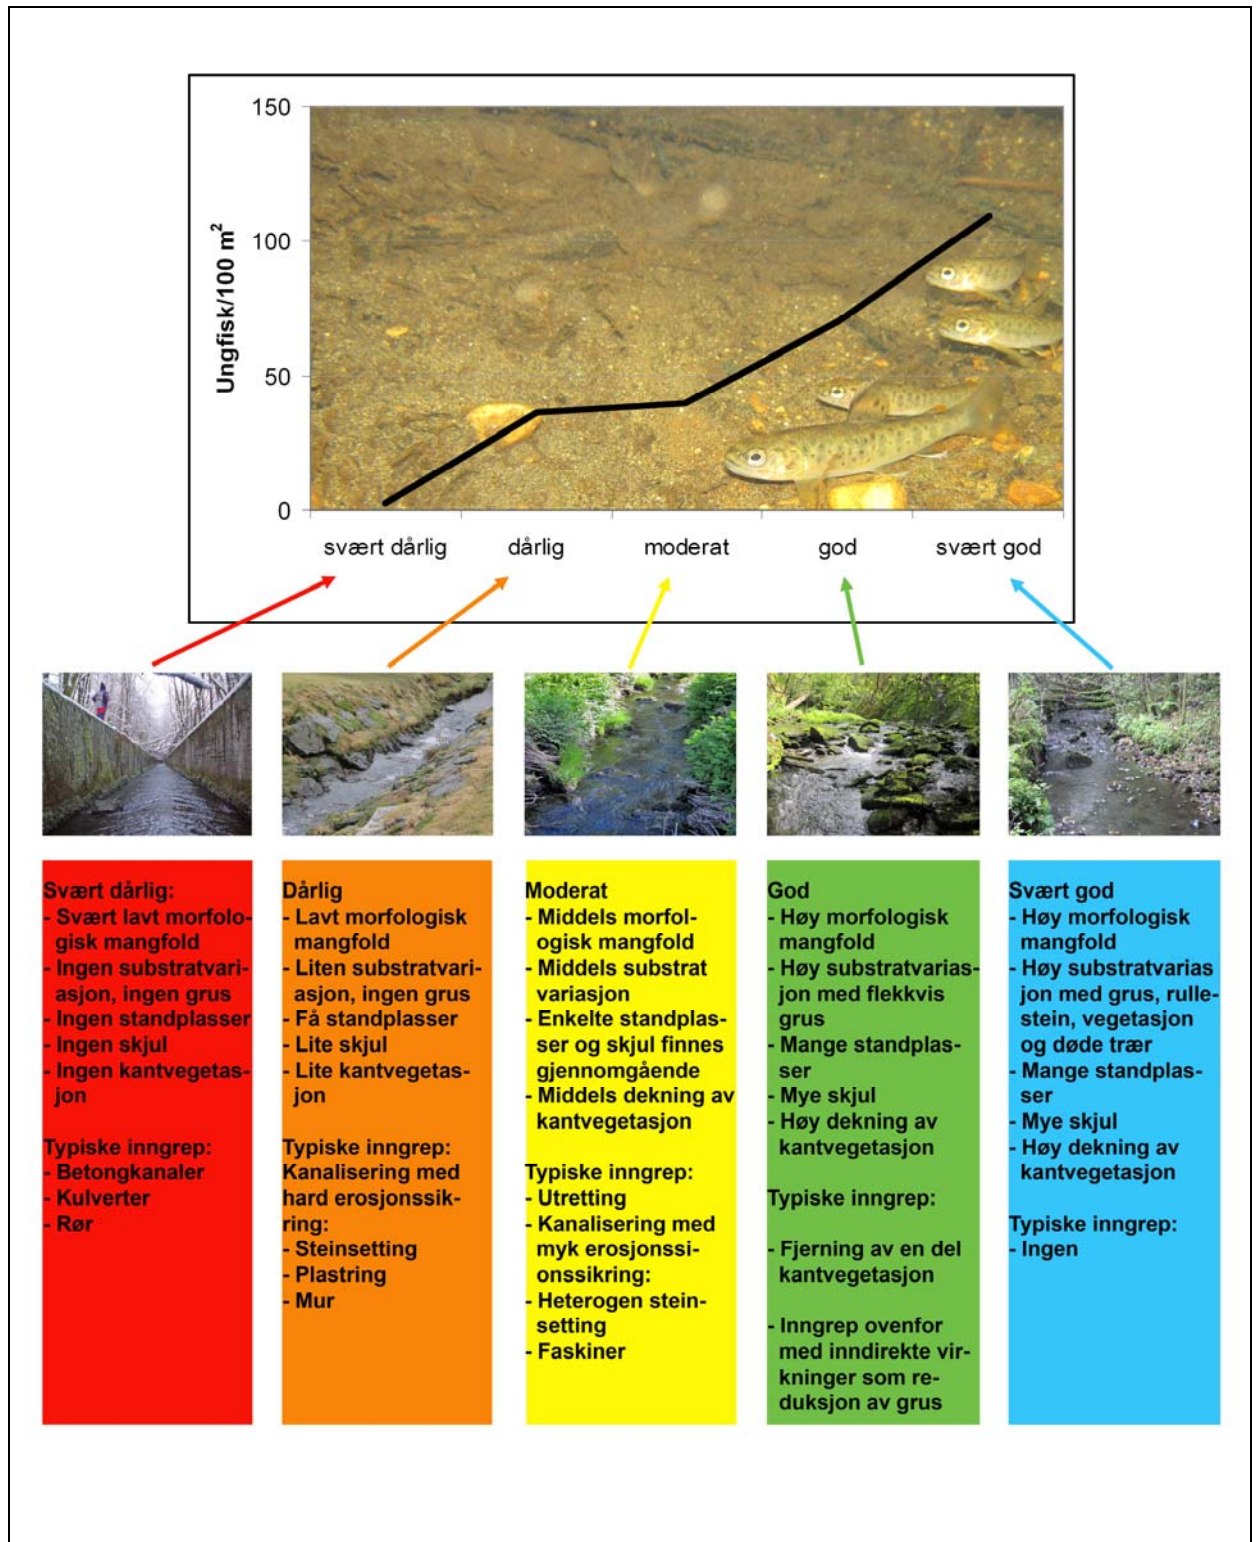 150
100
50
0
Ungfisk/100 m²
svært dårlig
dårlig
moderat
god
svært god
Svært dårlig:
- Svært lavt morfolo-
gisk mangfold
- Ingen substratvari-
asjon, ingen grus
- Ingen standplasser
- Ingen skjul
- Ingen kantvegetas-
jon
Typiske inngrep:
- Betongkanaler
- Kulverter
- Rør
Dårlig
- Lavt morfologisk
mangfold
- Liten substratvari-
asjon, ingen grus
- Få standplasser
- Lite skjul
- Lite kantvegetas-
jon
Typiske inngrep:
Kanalisering med
hard erosjonssik-
ring:
- Steinsetting
- Plastring
- Mur
Moderat
- Middels morfol-
ogisk mangfold
- Middels substrat
variasjon
- Enkelte standplas-
ser og skjul finnes
gjennomgående
- Middels dekning av
kantvegetasjon
Typiske inngrep:
- Utretting
- Kanalisering med
myk erosjonssi-
onssikring:
- Heterogen stein-
setting
- Faskiner
God
- Høy morfologisk
mangfold
- Høy substratvarias-
jon med flekkvis
grus
- Mange standplas-
ser
- Mye skjul
- Høy dekning av
kantvegetasjon
Typiske inngrep:
- Fjerning av en del
kantvegetasjon
- Inngrep ovenfor
med inndirekte vir-
kninger som re-
duksjon av grus
Svært god
- Høy morfologisk
mangfold
- Høy substratvarias
jon med grus, rulle-
stein, vegetasjon
og døde trær
- Mange standplas-
ser
- Mye skjul
- Høy dekning av
kantvegetasjon
Typiske inngrep:
- Ingen